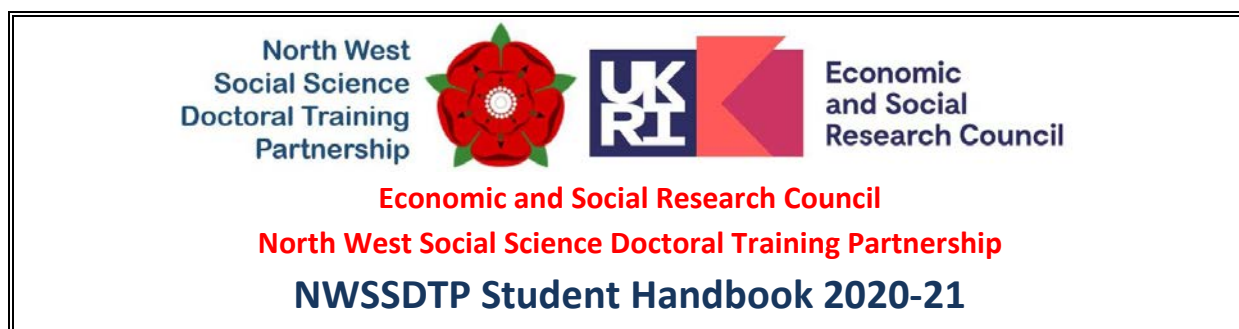 North West
Social Science
Doctoral Training
Partnership
UK
RI
Economic
and Social
Research Council
Economic and Social Research Council
North West Social Science Doctoral Training Partnership
NWSSDTP Student Handbook 2020-21